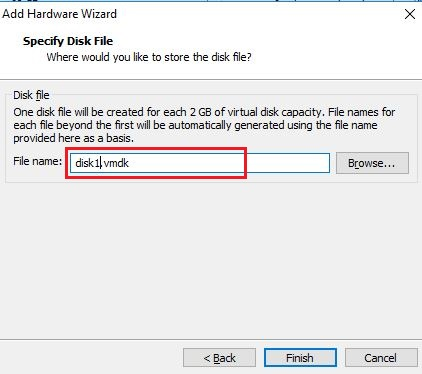 Add Hardware Wizard
Specify Disk File
Where would you like to store the disk file?
Disk file
One disk file will be created for each 2 GB of virtual disk capacity. File names for
each file beyond the first will be automatically generated using the file name
provided here as a basis.
File name: disk1.vmdk Browse...
< Back Finish Cancel